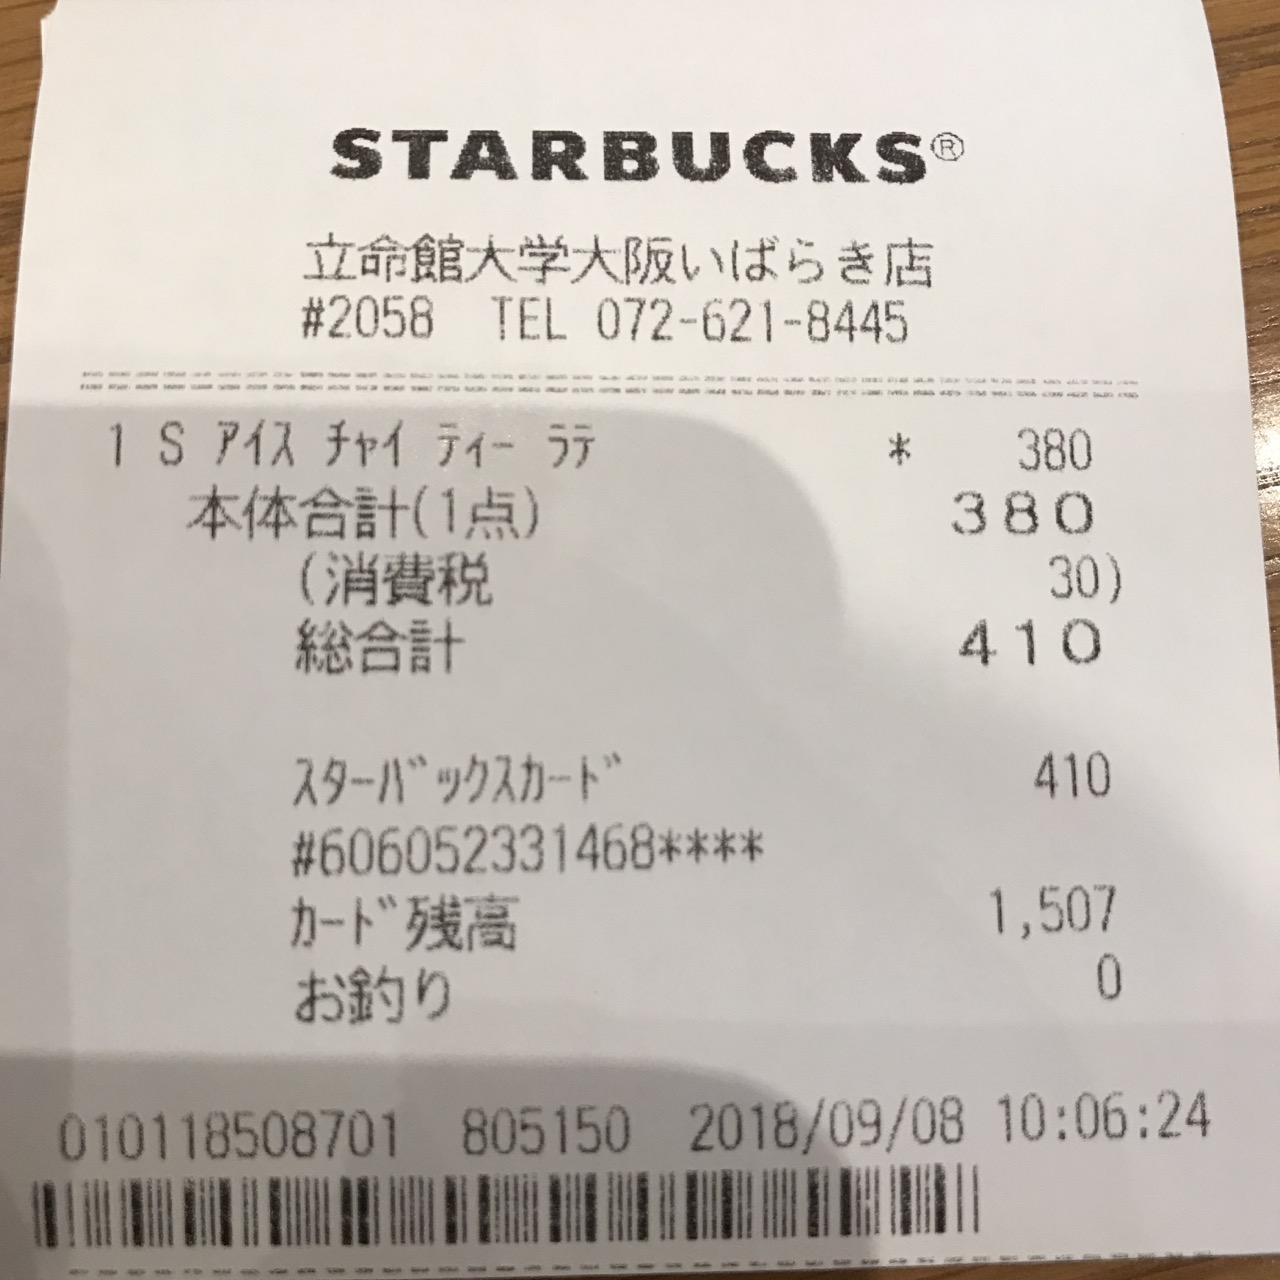 STARBUCKS®
立命館大学大阪いばらき店
#2058 TEL 072-621-8445
1 S ｱｲｽ ﾁｬｲ ﾃｨｰ ﾗﾃ * 380
本体合計(1点) 380
(消費税 30)
総合計 410
ｽﾀｰﾊﾞｯｸｽｶｰﾄﾞ 410
#606052331468****
ｶｰﾄﾞ残高 1,507
お釣り 0
010118508701 805150 2018/09/08 10:06:24